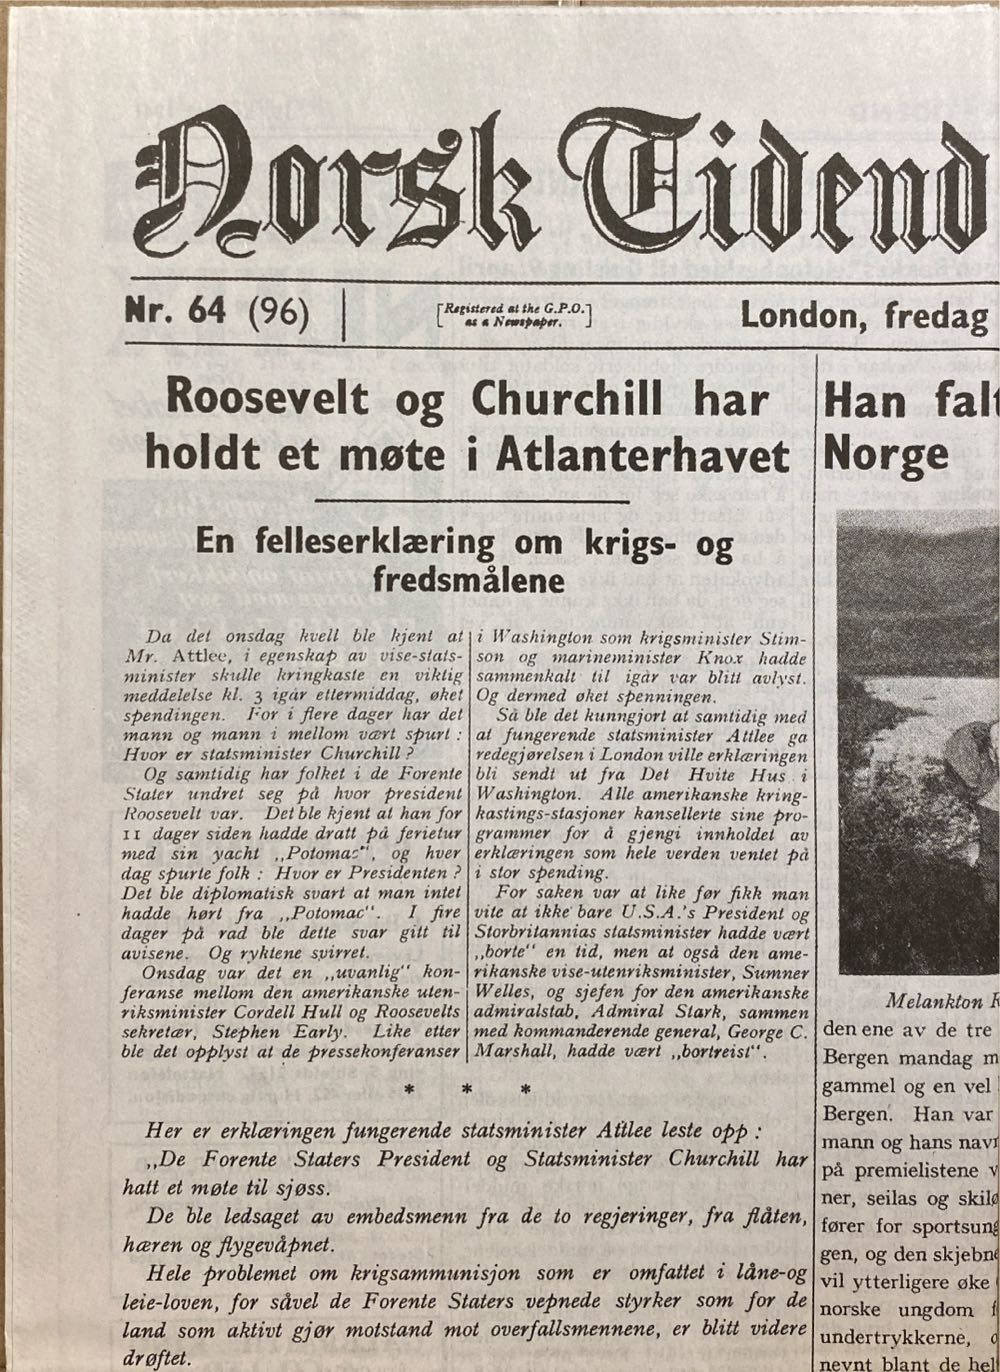 Norsk Tidend
Nr. 64 (96)
[Registered at the G.P.O.
as a Newspaper.]
London, fredag
Roosevelt og Churchill har
holdt et møte i Atlanterhavet
En felleserklæring om krigs- og
fredsmålene
Da det onsdag kvell ble kjent at
Mr. Attlee, i egenskap av vise-stats-
minister skulle kringkaste en viktig
meddelelse kl. 3 igår ettermiddag, øket
spendingen. For i flere dager har det
mann og mann i mellom vært spurt :
Hvor er statsminister Churchill ?
Og samtidig har folket i de Forente
Stater undret seg på hvor president
Roosevelt var. Det ble kjent at han for
11 dager siden hadde dratt på ferietur
med sin yacht „Potomac", og hver
dag spurte folk : Hvor er Presidenten ?
Det ble diplomatisk svart at man intet
hadde hørt fra „Potomac". I fire
dager på rad ble dette svar gitt til
avisene. Og ryktene svirret.
Onsdag var det en „uvanlig" kon-
feranse mellom den amerikanske uten-
riksminister Cordell Hull og Roosevelts
sekretær, Stephen Early. Like etter
ble det opplyst at de pressekonferanser
i Washington som krigsminister Stim-
son og marineminister Knox hadde
sammenkalt til igår var blitt avlyst.
Og dermed øket spenningen.
Så ble det kunngjort at samtidig med
at fungerende statsminister Attlee ga
redegjørelsen i London ville erklæringen
bli sendt ut fra Det Hvite Hus i
Washington. Alle amerikanske kring-
kastings-stasjoner kansellerte sine pro-
grammer for å gjengi innholdet av
erklæringen som hele verden ventet på
i stor spending.
For saken var at like før fikk man
vite at ikke bare U.S.A.'s President og
Storbritannias statsminister hadde vært
„borte" en tid, men at også den ame-
rikanske vise-utenriksminister, Sumner
Welles, og sjefen for den amerikanske
admiralstab, Admiral Stark, sammen
med kommanderende general, George C.
Marshall, hadde vært „bortreist".
* * *
Her er erklæringen fungerende statsminister Attlee leste opp :
„De Forente Staters President og Statsminister Churchill har
hatt et møte til sjøss.
De ble ledsaget av embedsmenn fra de to regjeringer, fra flåten,
hæren og flygevåpnet.
Hele problemet om krigsammunisjon som er omfattet i låne-og
leie-loven, for såvel de Forente Staters vepnede styrker som for de
land som aktivt gjør motstand mot overfallsmennene, er blitt videre
drøftet.
Han falt
Norge
Melankton
den ene av de tre
Bergen mandag m
gammel og en vel
Bergen. Han var
mann og hans navn
på premielistene v
ner, seilas og skilø
fører for sportsung
gen, og den skjebne
vil ytterligere øke
norske ungdom f
undertrykkerne,
nevnt blant de hel